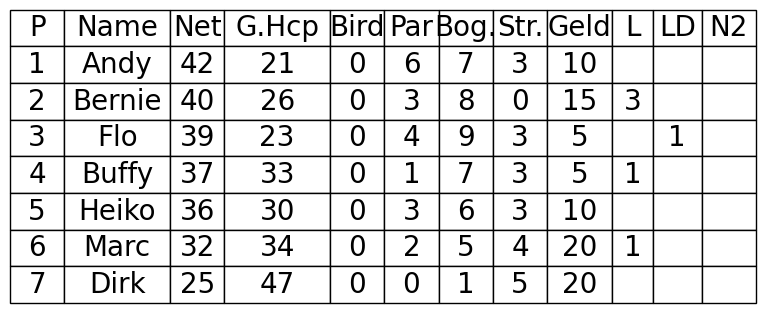 P Name Net G.Hcp Bird Par Bog. Str. Geld L LD N2
1 Andy 42 21 0 6 7 3 10
2 Bernie 40 26 0 3 8 0 15 3
3 Flo 39 23 0 4 9 3 5 1
4 Buffy 37 33 0 1 7 3 5 1
5 Heiko 36 30 0 3 6 3 10
6 Marc 32 34 0 2 5 4 20 1
7 Dirk 25 47 0 0 1 5 20